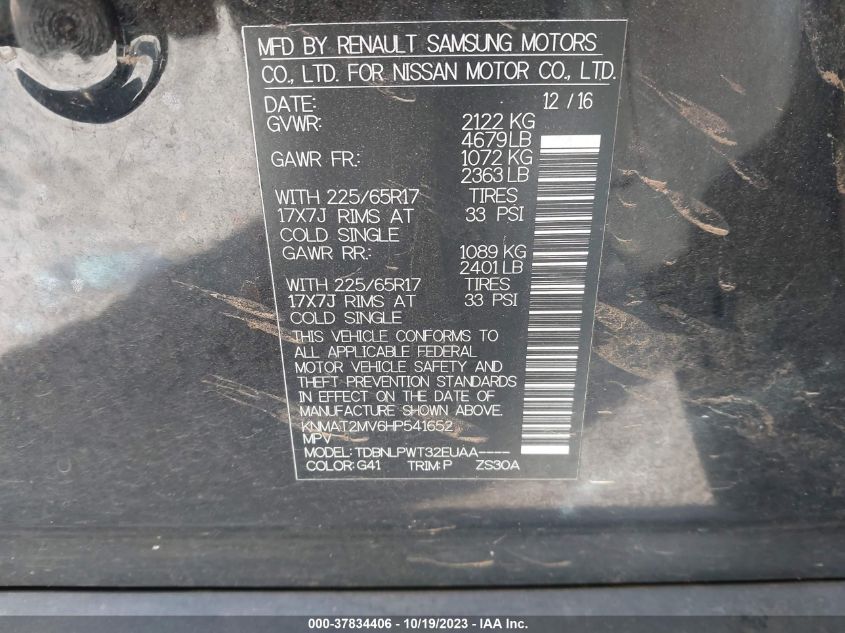 MFD BY RENAULT SAMSUNG MOTORS
CO., LTD. FOR NISSAN MOTOR CO., LTD.
DATE: 12 / 16
GVWR: 2122 KG
4679 LB
GAWR FR.: 1072 KG
2363 LB
WITH 225/65R17 TIRES
17X7J RIMS AT 33 PSI
COLD SINGLE
GAWR RR.: 1089 KG
2401 LB
WITH 225/65R17 TIRES
17X7J RIMS AT 33 PSI
COLD SINGLE
THIS VEHICLE CONFORMS TO
ALL APPLICABLE FEDERAL
MOTOR VEHICLE SAFETY AND
THEFT PREVENTION STANDARDS
IN EFFECT ON THE DATE OF
MANUFACTURE SHOWN ABOVE.
KNMAT2MV6HP541652
MPV
MODEL: TDBNLPWT32EUAA----
COLOR: G41 TRIM: P ZS30A
000-37834406 - 10/19/2023 - IAA Inc.